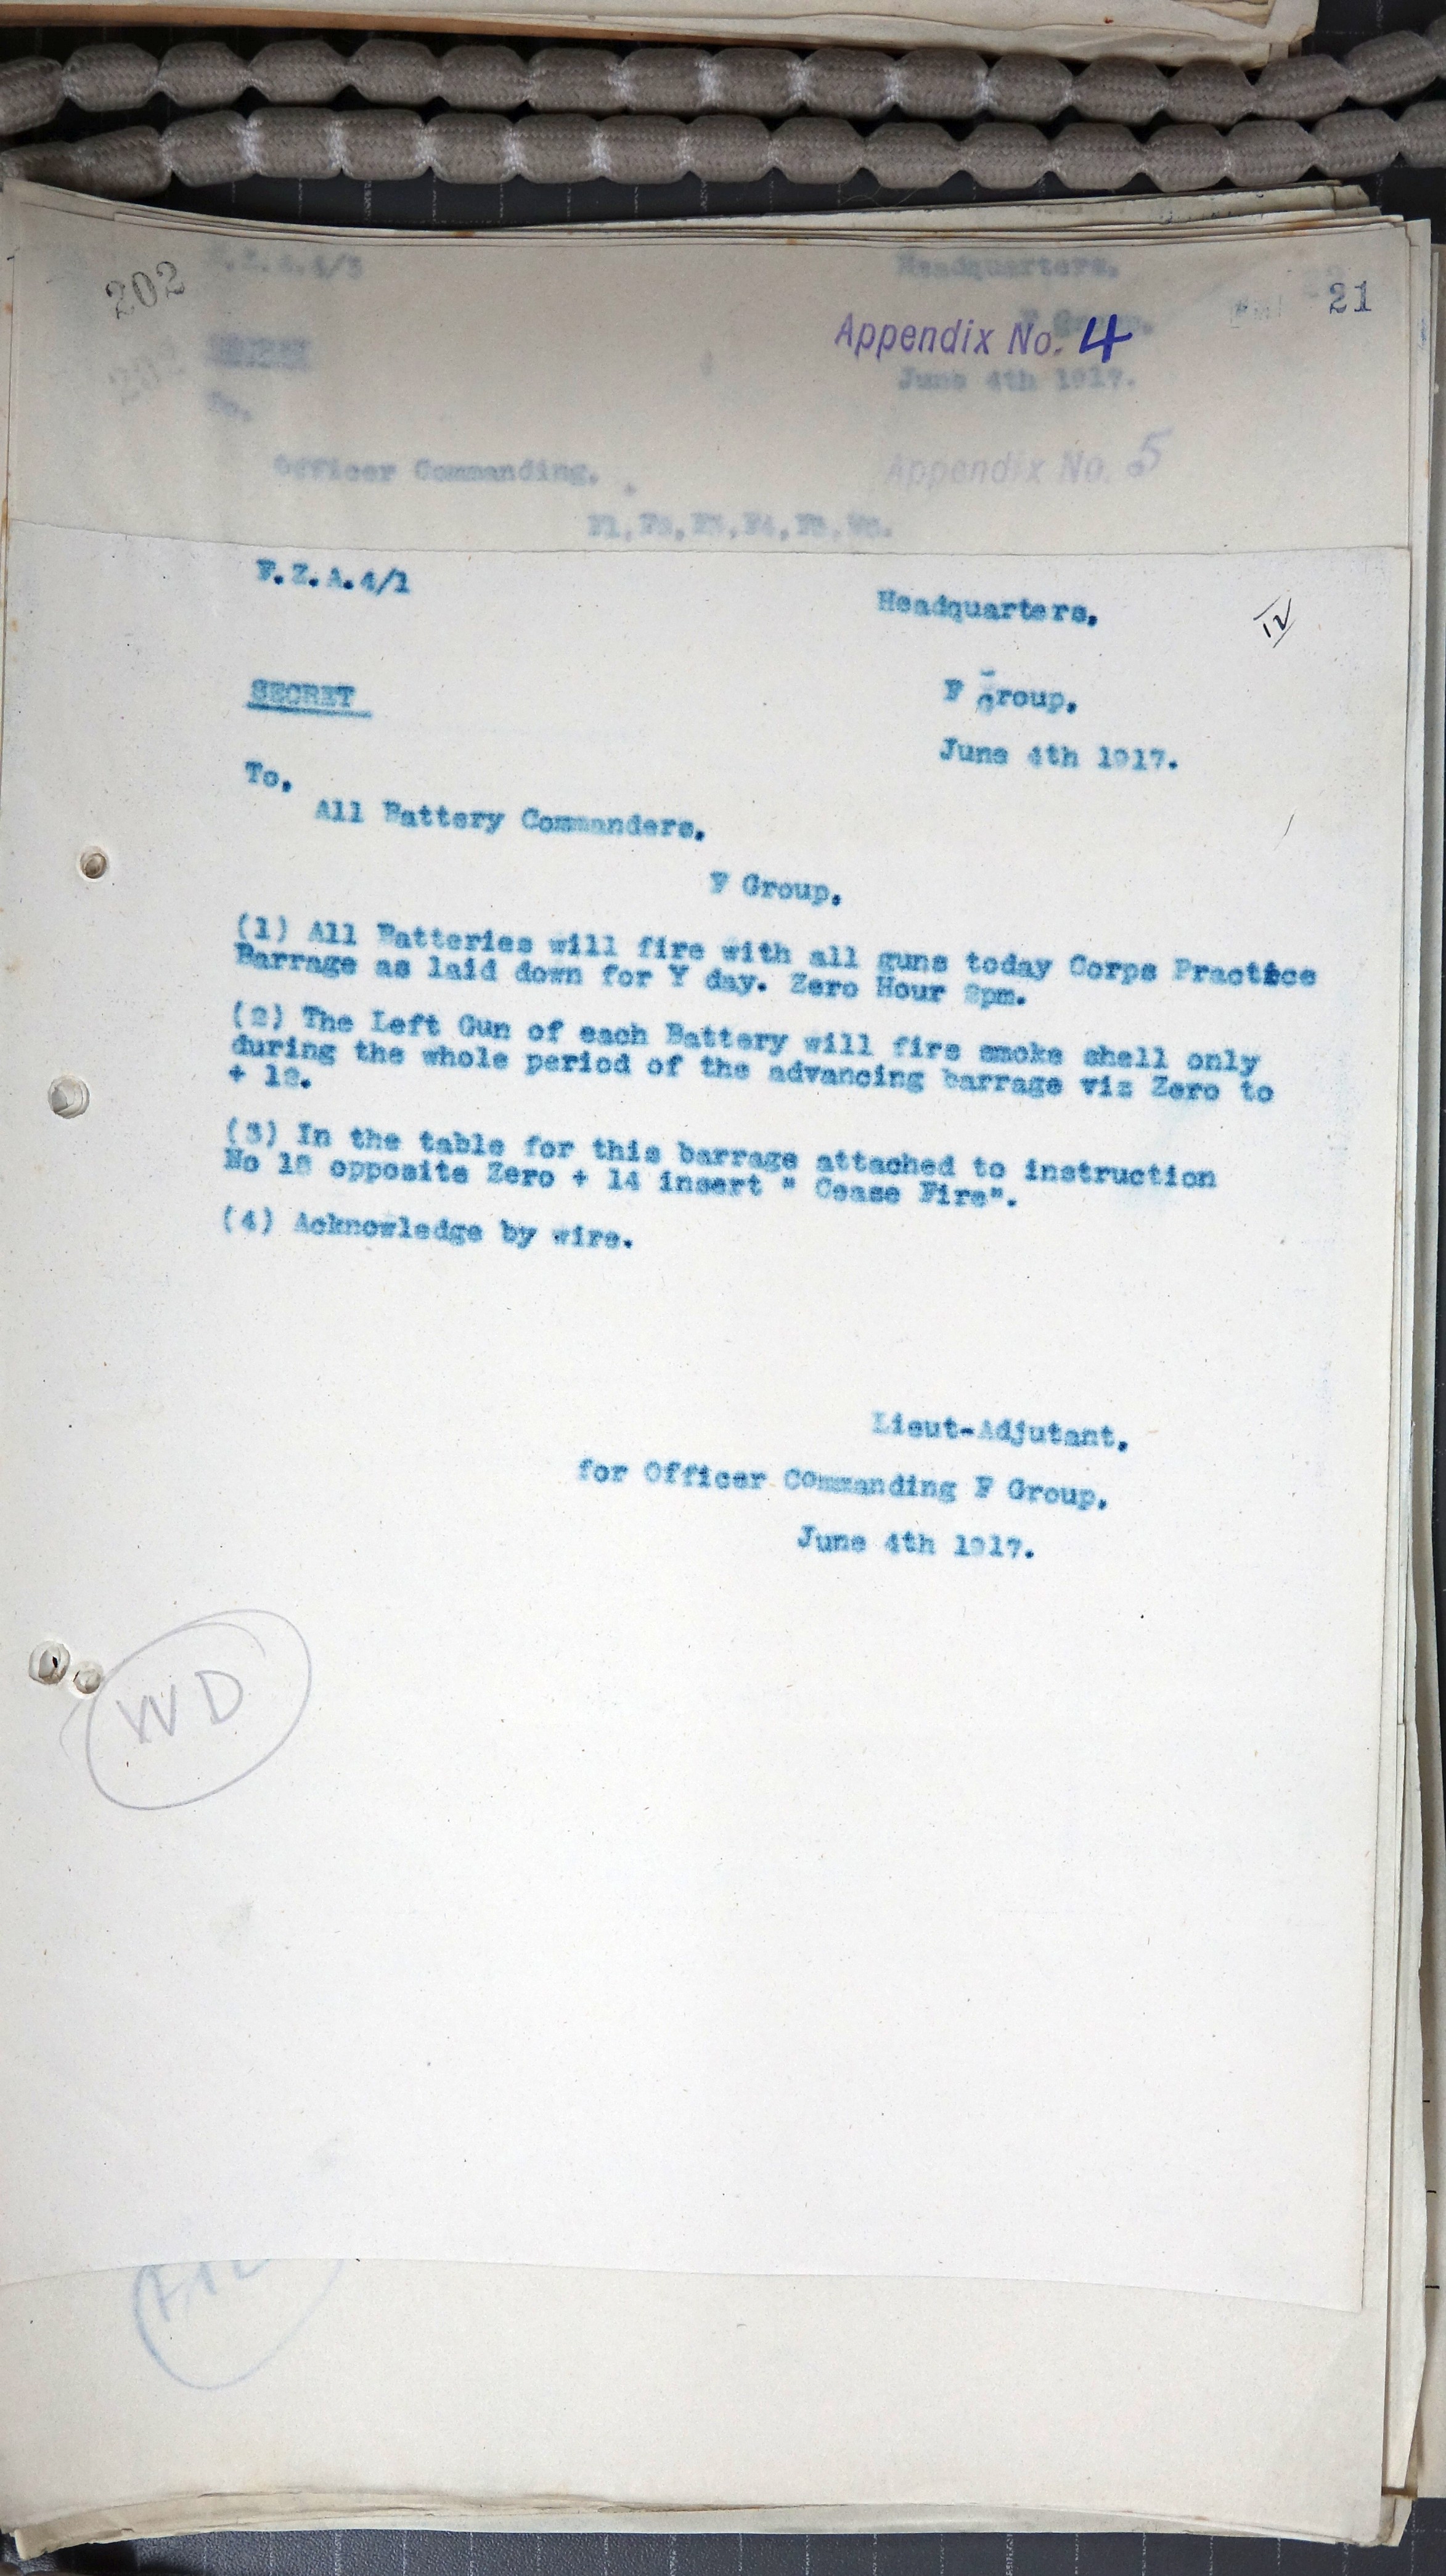 202
21
Appendix No. 4
Headquarters.
SECRET
To,
June 4th 1917.
Officer Commanding.
Appendix No. 5
F.Z.A.4/1
Headquarters,
IV
SECRET
F Group,
June 4th 1917.
To,
All Battery Commanders,
F Group,
(1) All Batteries will fire with all guns today Corps Practice
Barrage as laid down for Y day. Zero Hour 2pm.
(2) The Left Gun of each Battery will fire smoke shell only
during the whole period of the advancing barrage viz Zero to
+
(3) In the table for this barrage attached to instruction
No opposite Zero + 14 insert " Cease Fire".
(4) Acknowledge by wire.
Lieut-Adjutant,
for Officer Commanding F Group,
June 4th 1917.
WD